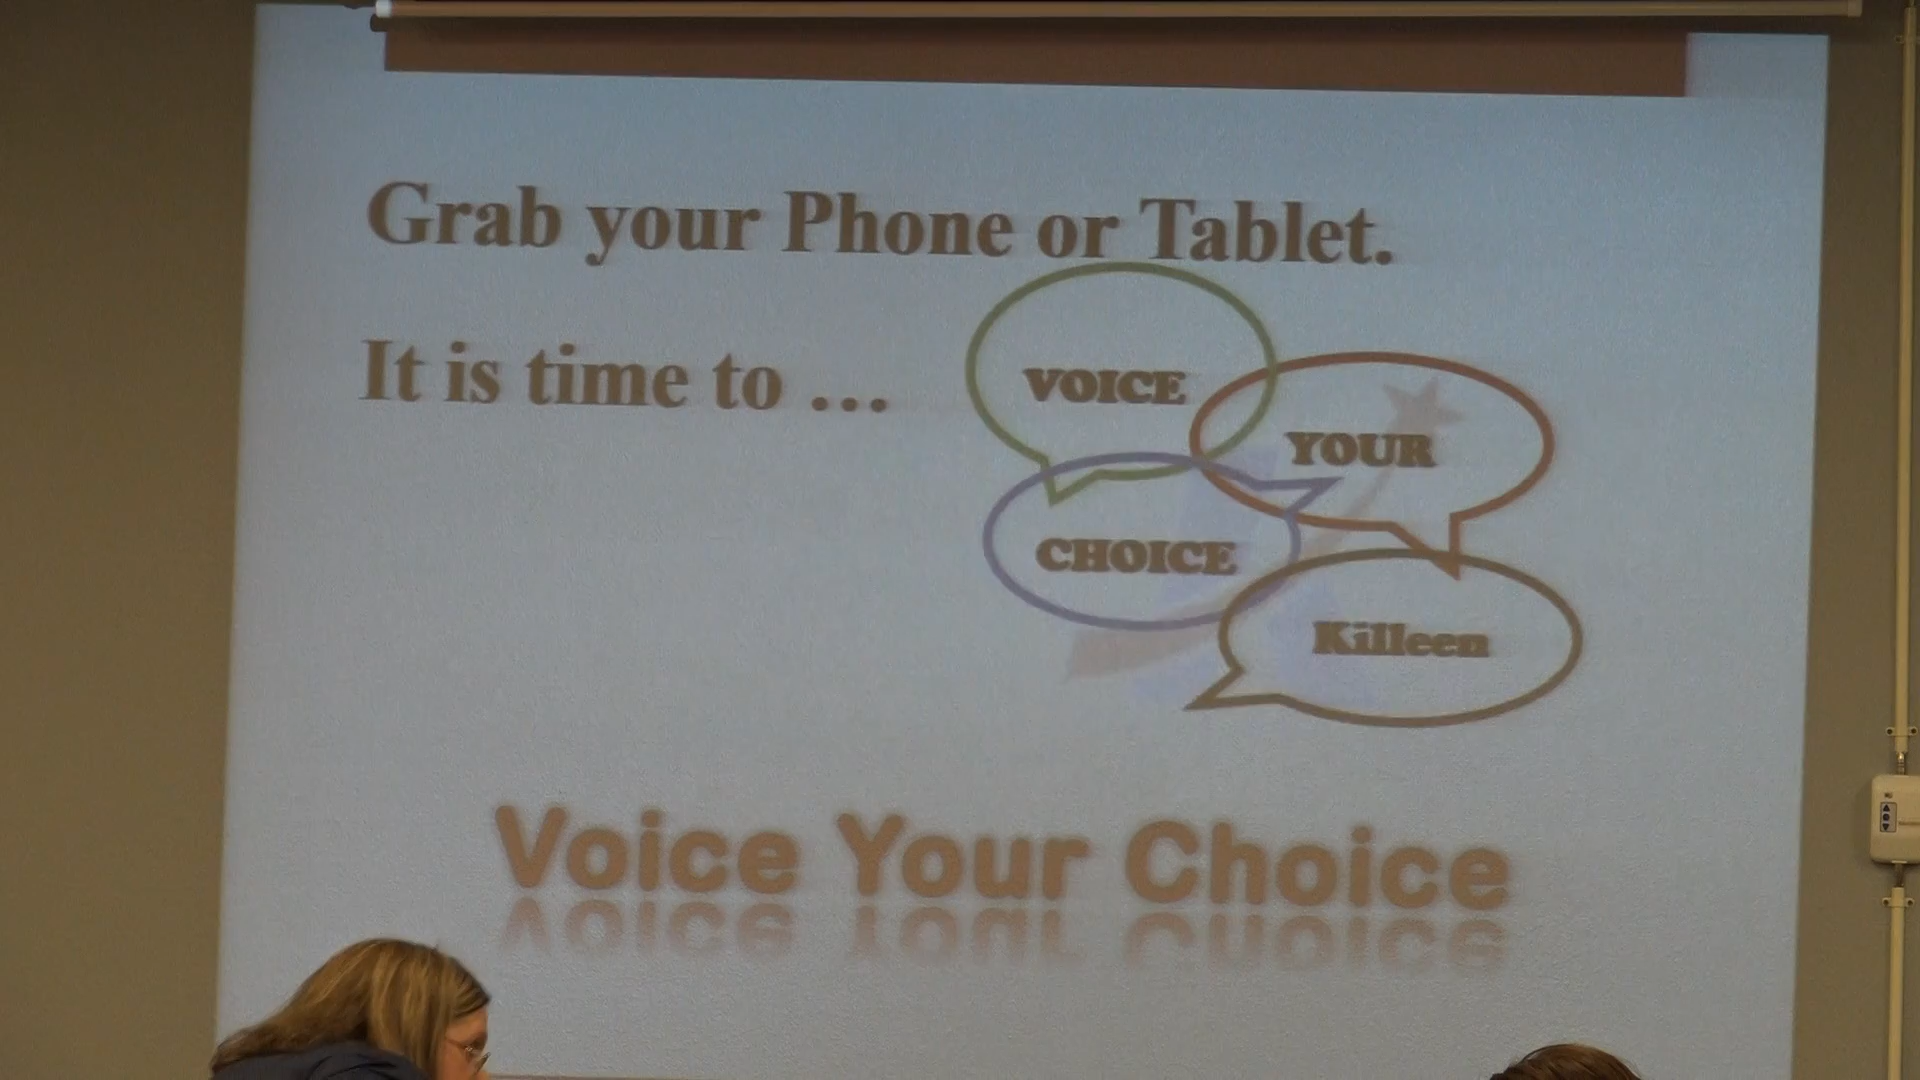 Grab your Phone or Tablet.
It is time to ...
VOICE
YOUR
CHOICE
Killeen
Voice Your Choice